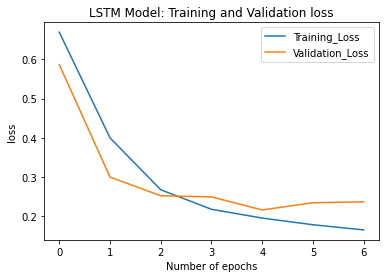 LSTM Model: Training and Validation loss
Training_Loss
Validation_Loss
loss
0.6
0.5
0.4
0.3
0.2
0 1 2 3 4 5 6
Number of epochs